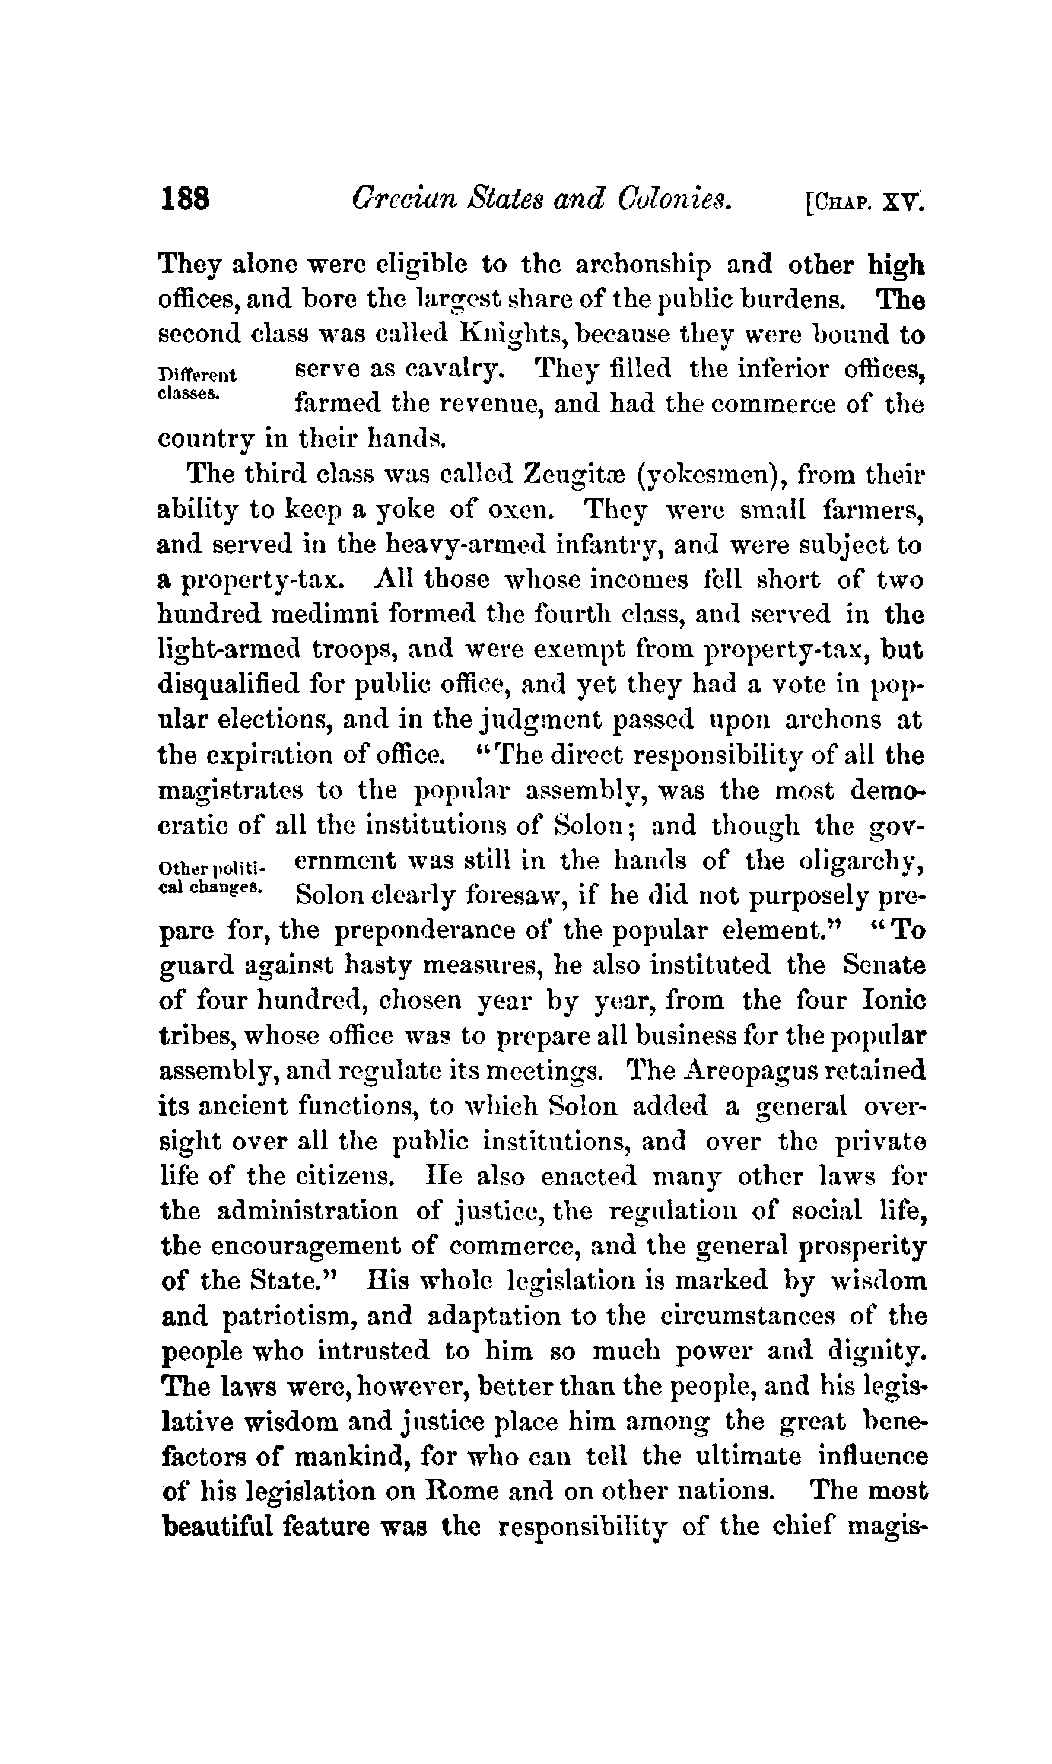 188 Grecian States and Colonies. [CHAP. XV.
They alone were eligible to the archonship and other high
offices, and bore the largest share of the public burdens. The
second class was called Knights, because they were bound to
Different
classes.
serve as cavalry. They filled the inferior offices,
farmed the revenue, and had the commerce of the
country in their hands.
The third class was called Zeugitæ (yokesmen), from their
ability to keep a yoke of oxen. They were small farmers,
and served in the heavy-armed infantry, and were subject to
a property-tax. All those whose incomes fell short of two
hundred medimni formed the fourth class, and served in the
light-armed troops, and were exempt from property-tax, but
disqualified for public office, and yet they had a vote in pop-
ular elections, and in the judgment passed upon archons at
the expiration of office. "The direct responsibility of all the
magistrates to the popular assembly, was the most demo-
cratic of all the institutions of Solon; and though the gov-
Other politi-
cal changes.
ernment was still in the hands of the oligarchy,
Solon clearly foresaw, if he did not purposely pre-
pare for, the preponderance of the popular element." "To
guard against hasty measures, he also instituted the Senate
of four hundred, chosen year by year, from the four Ionic
tribes, whose office was to prepare all business for the popular
assembly, and regulate its meetings. The Areopagus retained
its ancient functions, to which Solon added a general over-
sight over all the public institutions, and over the private
life of the citizens. He also enacted many other laws for
the administration of justice, the regulation of social life,
the encouragement of commerce, and the general prosperity
of the State." His whole legislation is marked by wisdom
and patriotism, and adaptation to the circumstances of the
people who intrusted to him so much power and dignity.
The laws were, however, better than the people, and his legis-
lative wisdom and justice place him among the great bene-
factors of mankind, for who can tell the ultimate influence
of his legislation on Rome and on other nations. The most
beautiful feature was the responsibility of the chief magis-